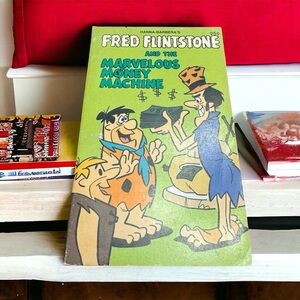 HANNA-BARBERA'S
FRED FLINTSTONE
AND THE
MARVELOUS
MONEY
MACHINE
$ $ $ $